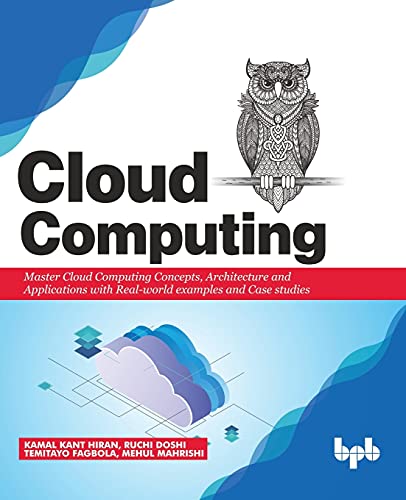 Cloud
Computing
Master Cloud Computing Concepts, Architecture and
Applications with Real-world examples and Case studies
KAMAL KANT HIRAN, RUCHI DOSHI
TEMITAYO FAGBOLA, MEHUL MAHRISHI
bpb